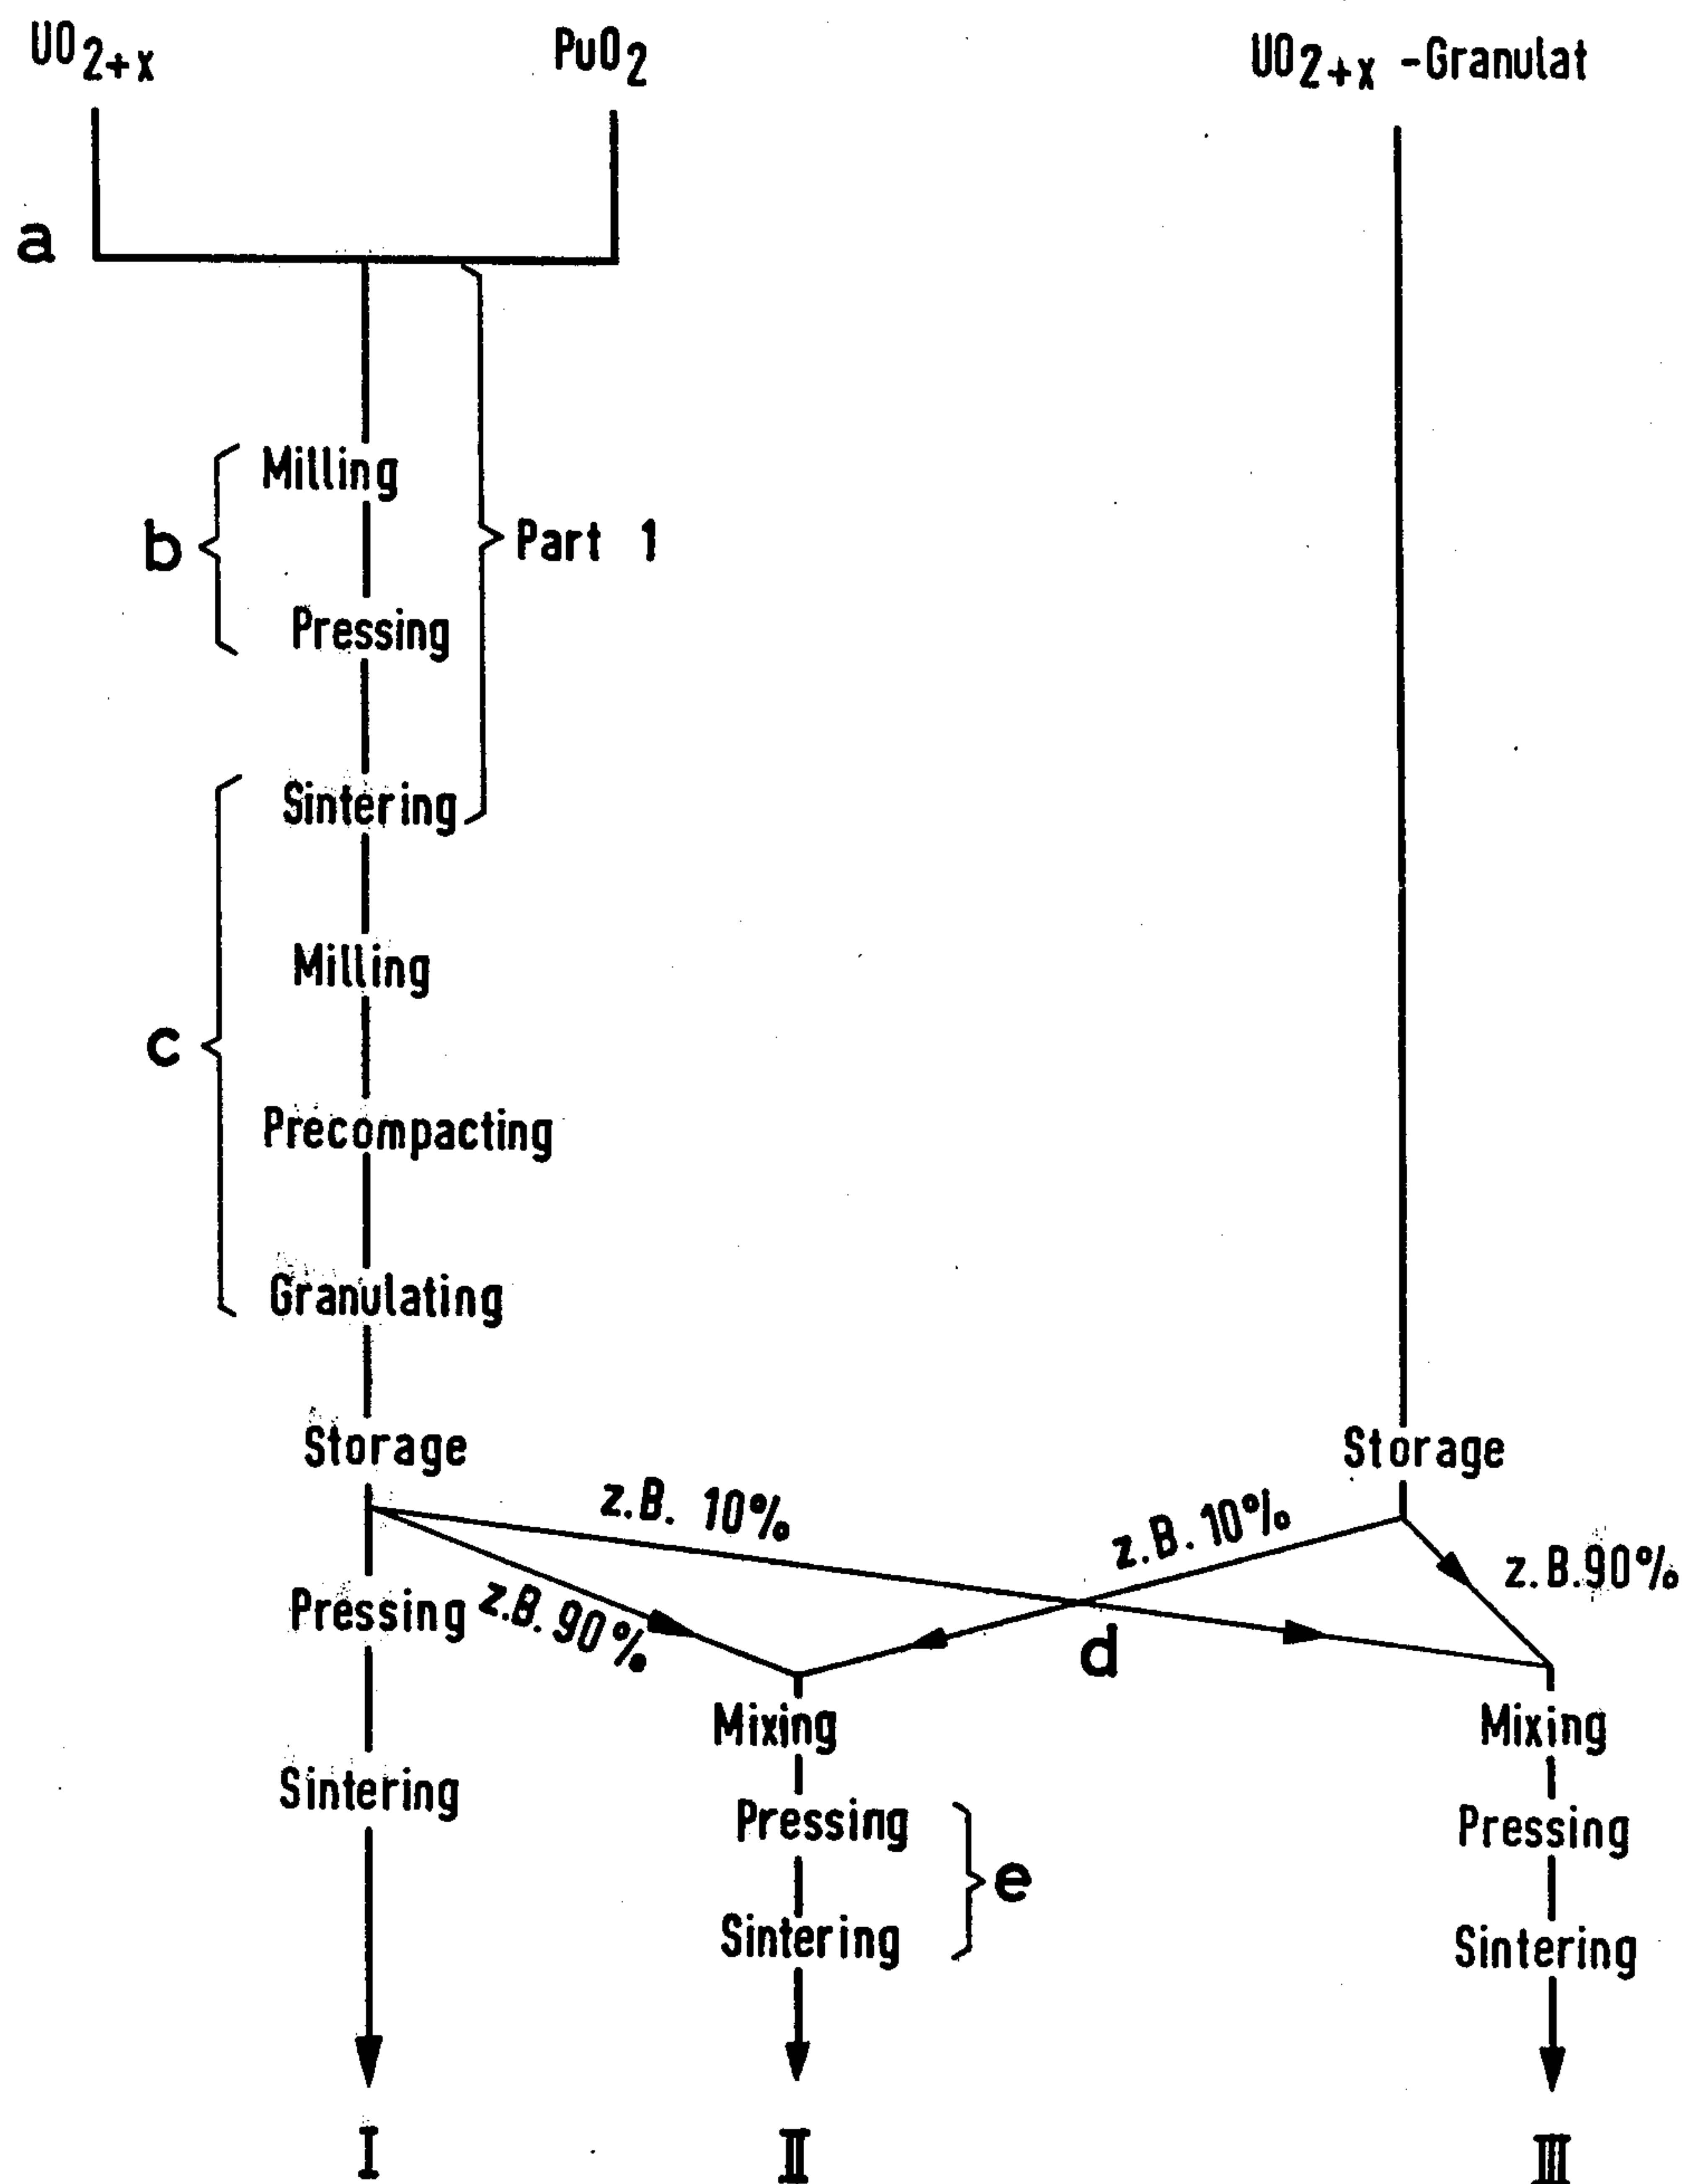 UO2+x
PuO2
UO2+x -Granulat
a
Milling
b
Part 1
Pressing
Sintering
Milling
c
Precompacting
Granulating
Storage
Storage
z.B. 10%
z.B. 10%
z.B. 90%
z.B. 90%
Pressing
d
Mixing
Mixing
Sintering
Pressing
Pressing
e
Sintering
Sintering
I
II
III